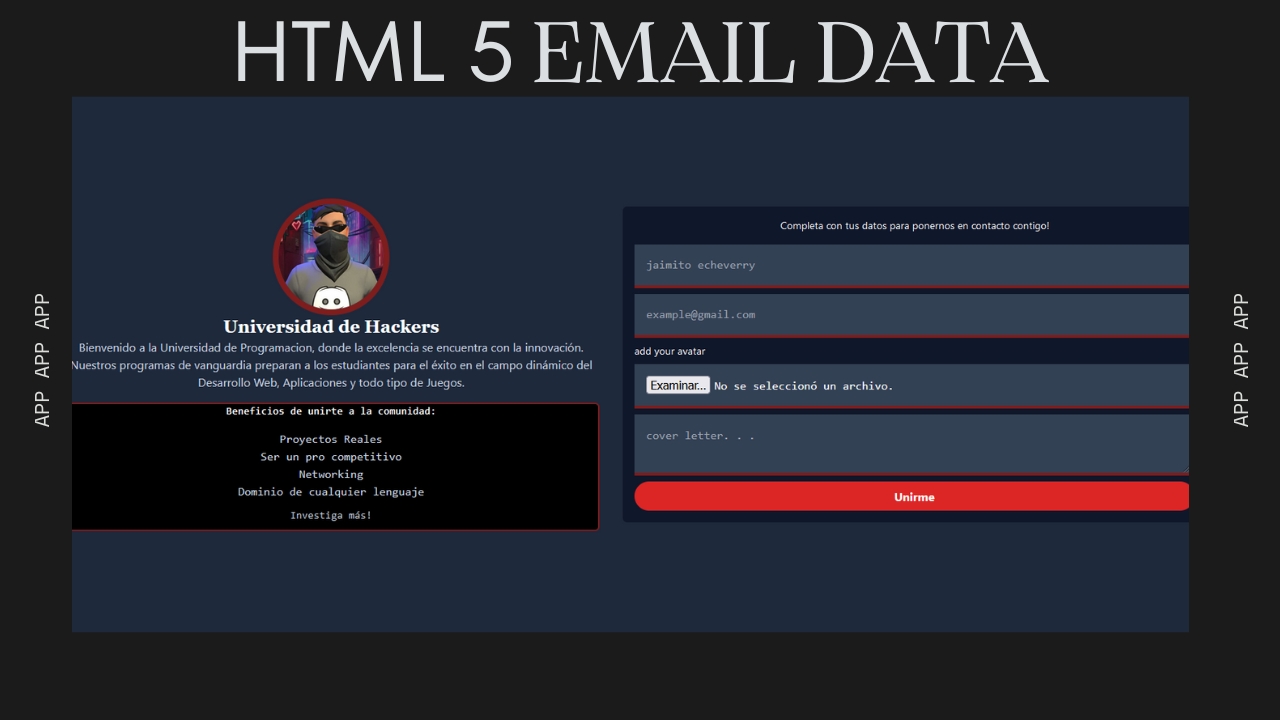 HTML 5 EMAIL DATA
APP APP APP
Universidad de Hackers
Bienvenido a la Universidad de Programacion, donde la excelencia se encuentra con la innovación.
Nuestros programas de vanguardia preparan a los estudiantes para el éxito en el campo dinámico del
Desarrollo Web, Aplicaciones y todo tipo de Juegos.
Beneficios de unirte a la comunidad:
Proyectos Reales
Ser un pro competitivo
Networking
Dominio de cualquier lenguaje
Investiga más!
Completa con tus datos para ponernos en contacto contigo!
jaimito echeverry
example@gmail.com
add your avatar
Examinar... No se seleccionó un archivo.
cover letter. . .
Unirme
APP APP APP